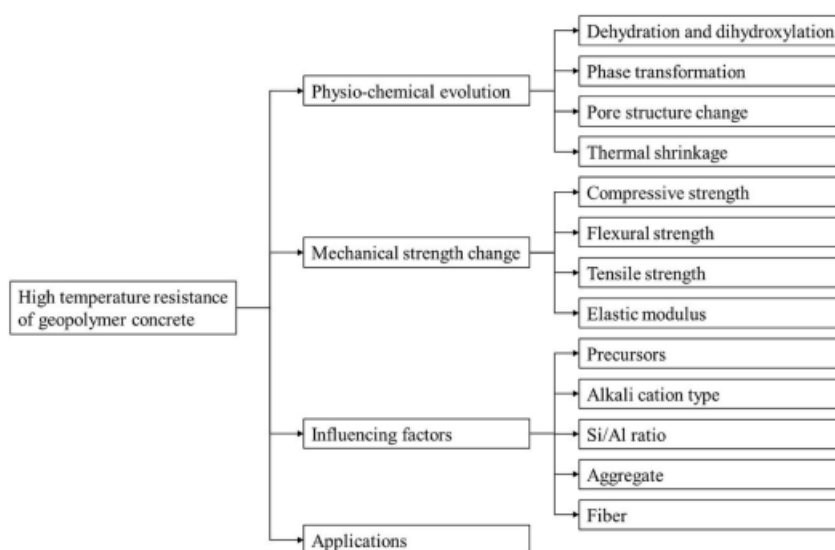 High temperature resistance
of geopolymer concrete
Physio-chemical evolution
Dehydration and dihydroxylation
Phase transformation
Pore structure change
Thermal shrinkage
Mechanical strength change
Compressive strength
Flexural strength
Tensile strength
Elastic modulus
Influencing factors
Precursors
Alkali cation type
Si/Al ratio
Aggregate
Fiber
Applications